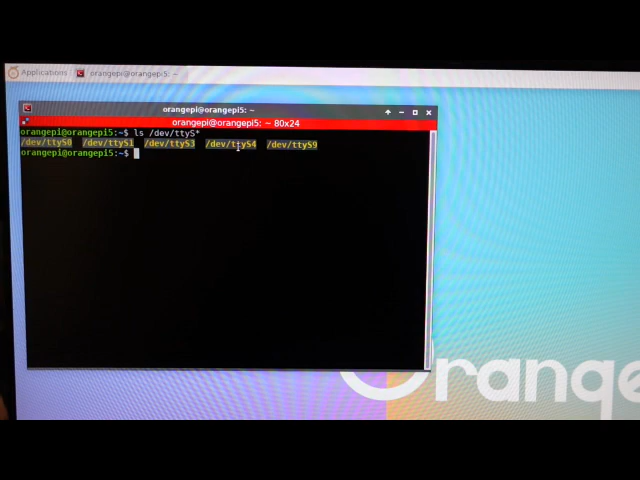 Applications
orangepi@orangepi5: ~
orangepi@orangepi5: ~
orangepi@orangepi5: ~ 80x24
orangepi@orangepi5:~$ ls /dev/ttyS*
/dev/ttyS0 /dev/ttyS1 /dev/ttyS3 /dev/ttyS4 /dev/ttyS9
orangepi@orangepi5:~$
Orange